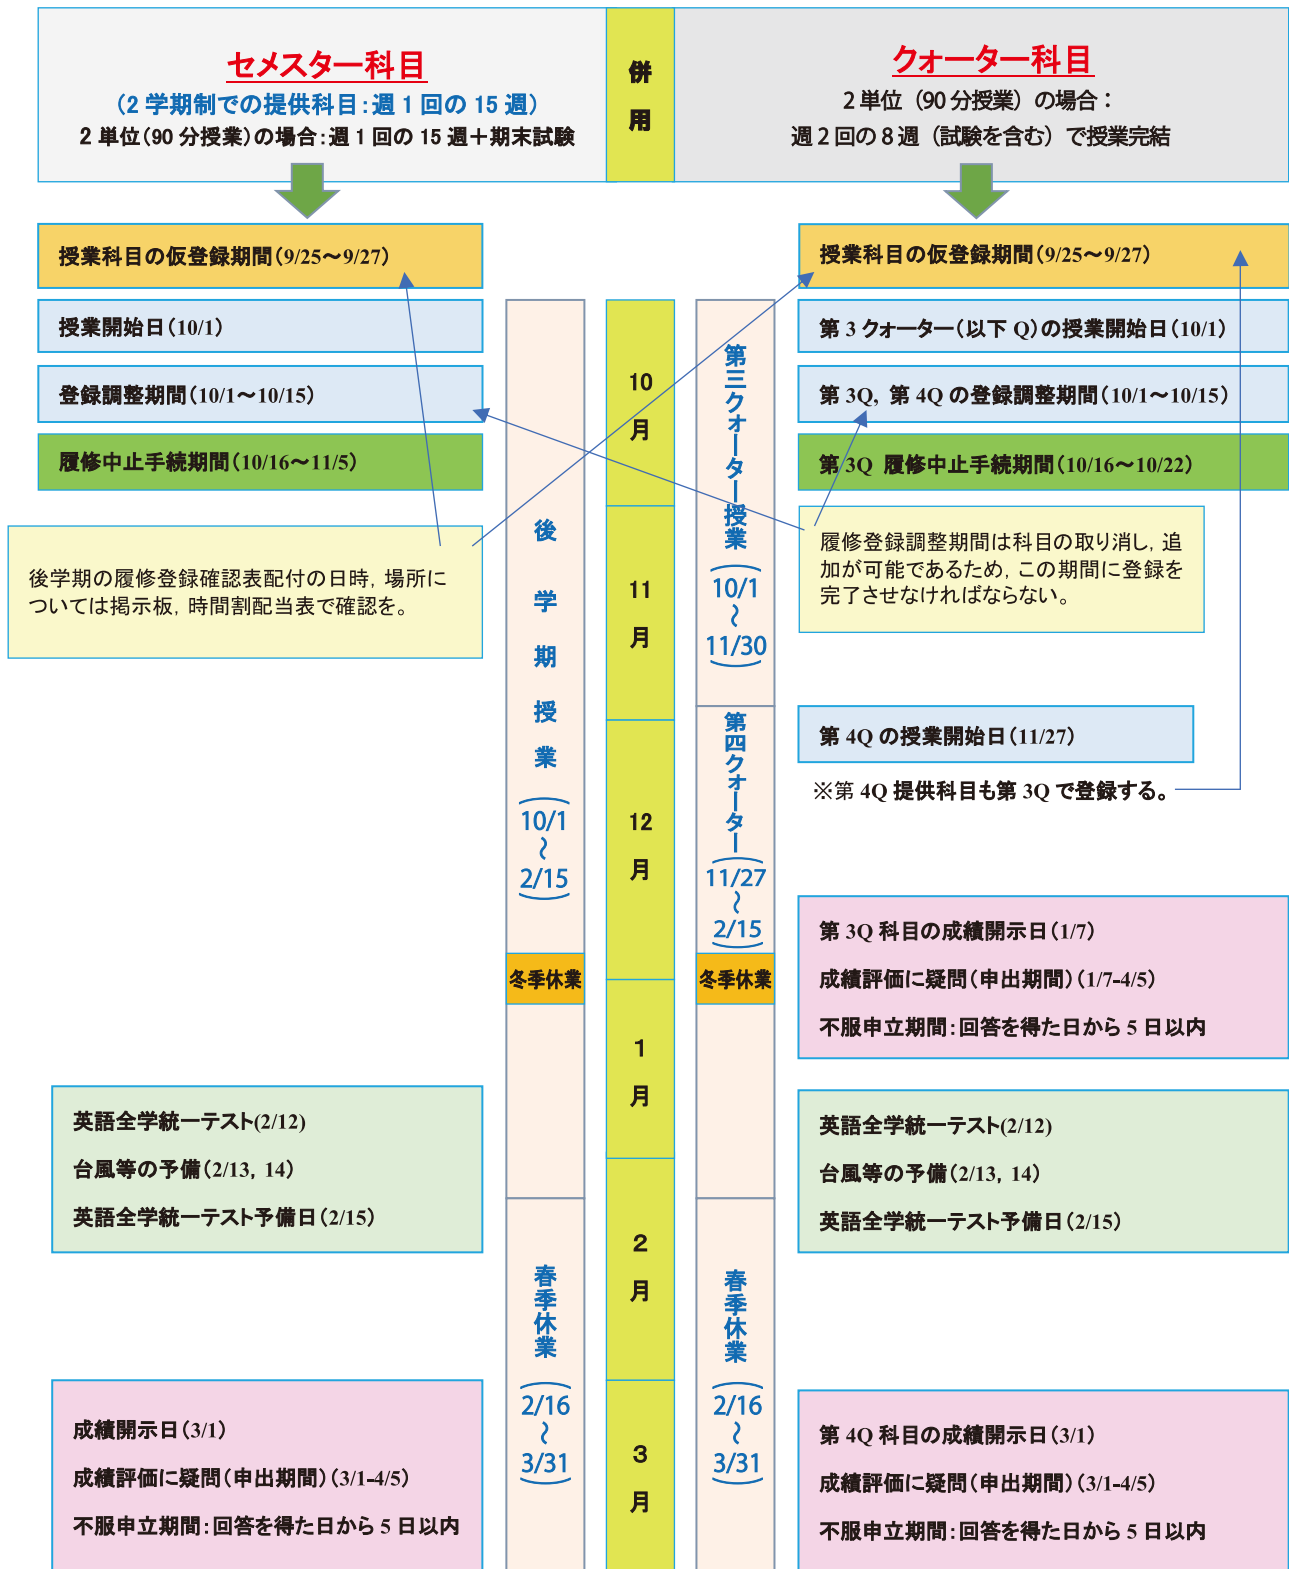 セメスター科目
（2 学期制での提供科目：週 1 回の 15 週）
2 単位（90 分授業）の場合：週 1 回の 15 週＋期末試験
併用
クォーター科目
2 単位（90 分授業）の場合：
週 2 回の 8 週（試験を含む）で授業完結
授業科目の仮登録期間（9/25～9/27）
授業開始日（10/1）
登録調整期間（10/1～10/15）
履修中止手続期間（10/16～11/5）
後学期の履修登録確認表配付の日時，場所に
ついては掲示板，時間割配当表で確認を。
英語全学統一テスト(2/12)
台風等の予備（2/13，14）
英語全学統一テスト予備日（2/15）
成績開示日（3/1）
成績評価に疑問（申出期間）（3/1-4/5）
不服申立期間：回答を得た日から 5 日以内
後学期授業
（10/1～2/15）
冬季休業
春季休業
（2/16～3/31）
10月
11月
12月
1月
2月
3月
第三クォーター授業
（10/1～11/30）
第四クォーター
（11/27～2/15）
冬季休業
春季休業
（2/16～3/31）
授業科目の仮登録期間（9/25～9/27）
第 3 クォーター（以下 Q）の授業開始日（10/1）
第 3Q，第 4Q の登録調整期間（10/1～10/15）
第 3Q 履修中止手続期間（10/16～10/22）
履修登録調整期間は科目の取り消し，追
加が可能であるため，この期間に登録を
完了させなければならない。
第 4Q の授業開始日（11/27）
※第 4Q 提供科目も第 3Q で登録する。
第 3Q 科目の成績開示日（1/7）
成績評価に疑問（申出期間）（1/7-4/5）
不服申立期間：回答を得た日から 5 日以内
英語全学統一テスト(2/12)
台風等の予備（2/13，14）
英語全学統一テスト予備日（2/15）
第 4Q 科目の成績開示日（3/1）
成績評価に疑問（申出期間）（3/1-4/5）
不服申立期間：回答を得た日から 5 日以内